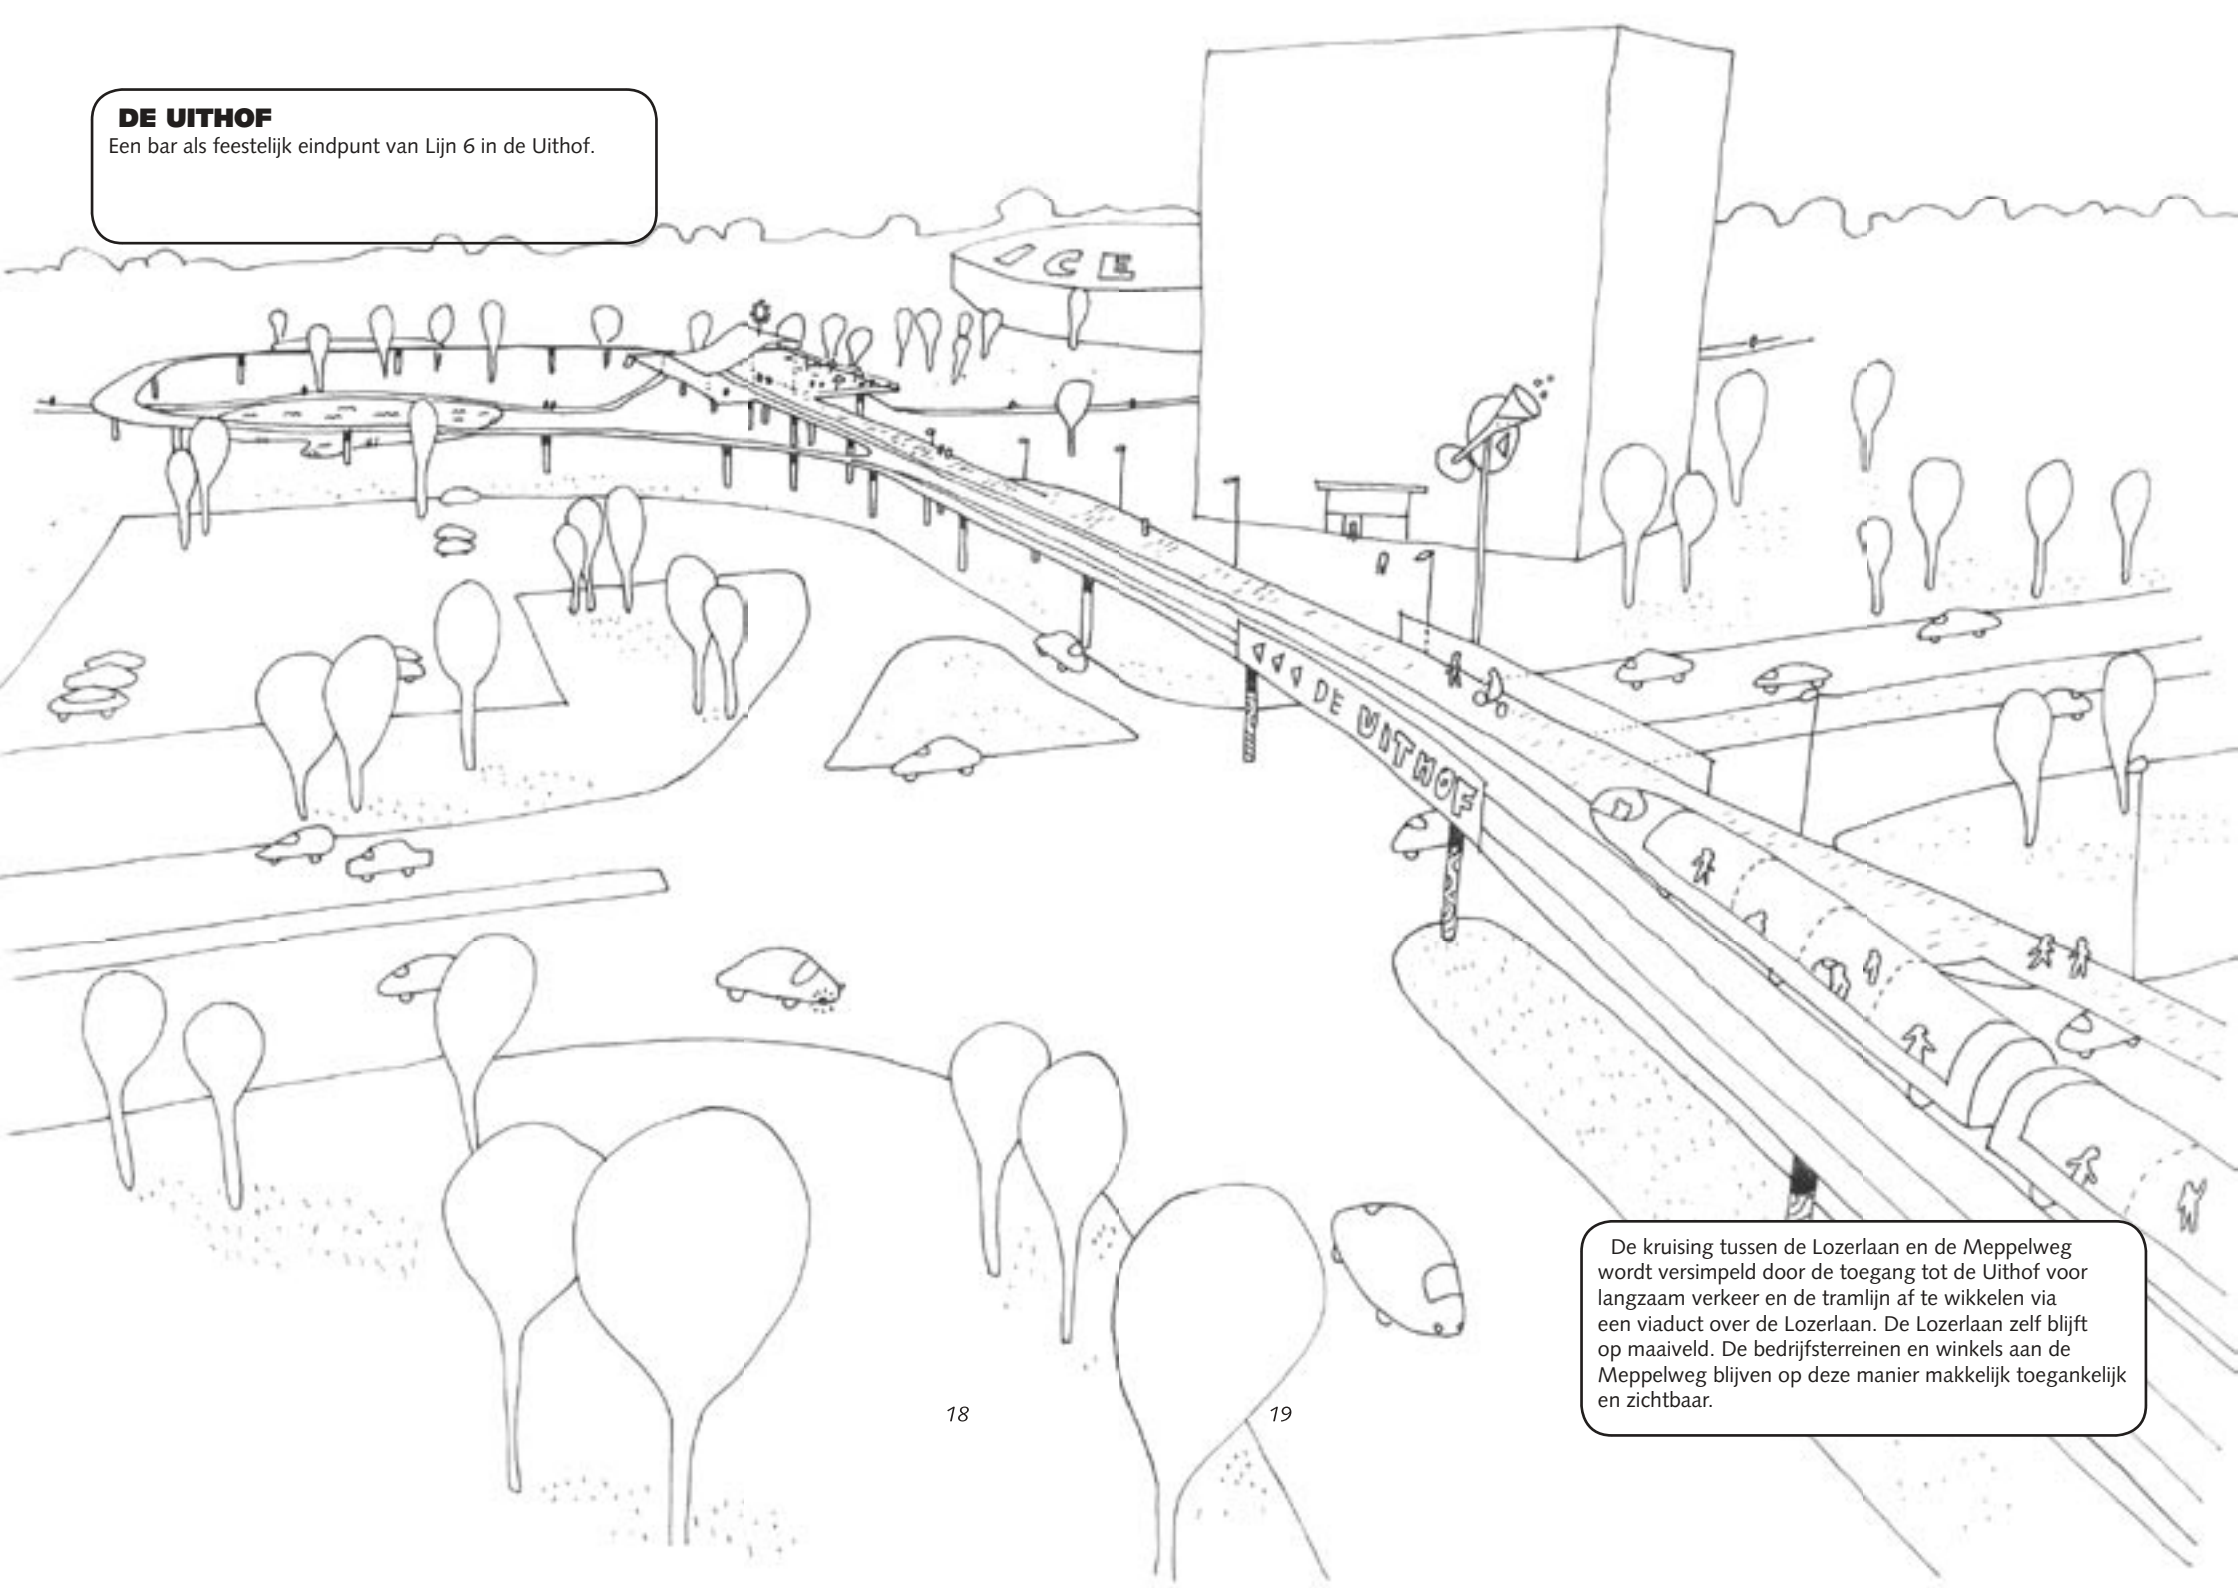 DE UITHOF
Een bar als feestelijk eindpunt van Lijn 6 in de Uithof.
ICE
DE UITHOF
De kruising tussen de Lozerlaan en de Meppelweg
wordt versimpeld door de toegang tot de Uithof voor
langzaam verkeer en de tramlijn af te wikkelen via
een viaduct over de Lozerlaan. De Lozerlaan zelf blijft
op maaiveld. De bedrijfsterreinen en winkels aan de
Meppelweg blijven op deze manier makkelijk toegankelijk
en zichtbaar.
18
19